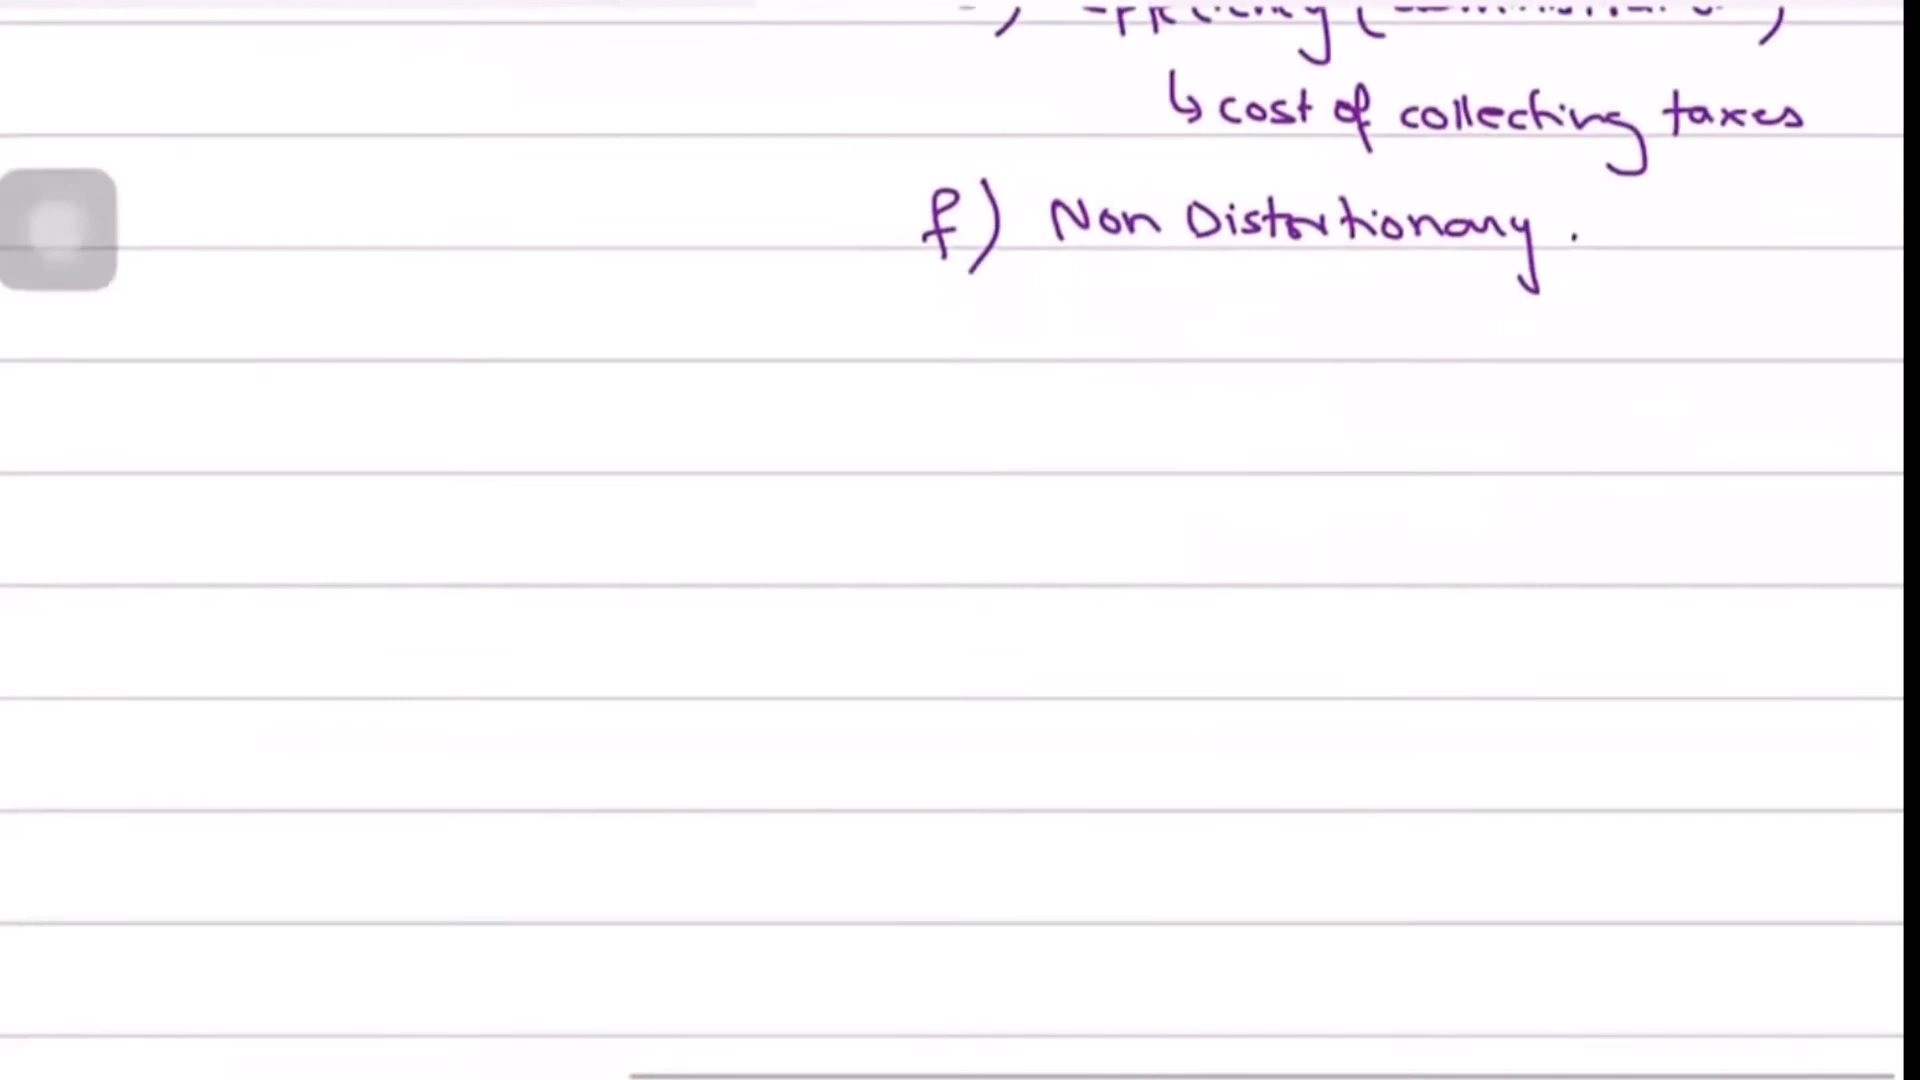 ↳ cost of collecting taxes
f) Non Distortionary .